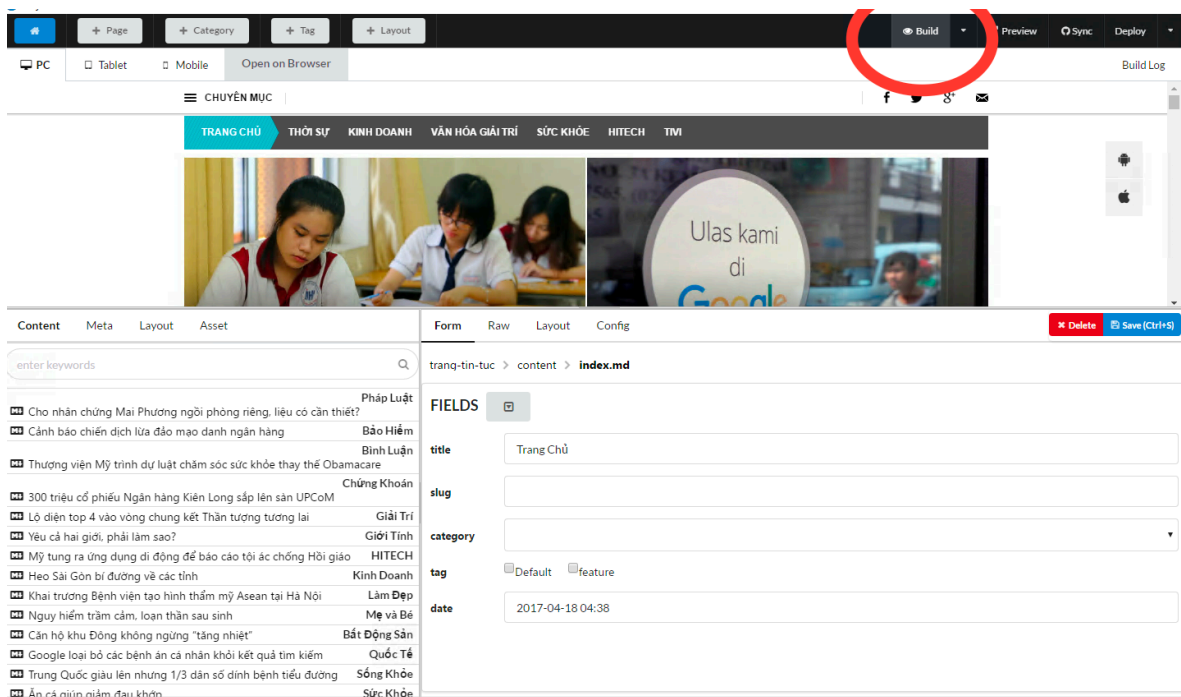 + Page + Category + Tag + Layout Build Preview Sync Deploy
PC Tablet Mobile Open on Browser Build Log
CHUYÊN MỤC
TRANG CHỦ THỜI SỰ KINH DOANH VĂN HÓA GIẢI TRÍ SỨC KHỎE HITECH TIVI
Ulas kami
di
Google
Content Meta Layout Asset
enter keywords
Pháp Luật
Cho nhân chứng Mai Phương ngồi phòng riêng, liệu có cần thiết?
Cảnh báo chiến dịch lừa đảo mạo danh ngân hàng Bảo Hiểm
Bình Luận
Thượng viện Mỹ trình dự luật chăm sóc sức khỏe thay thế Obamacare
Chứng Khoán
300 triệu cổ phiếu Ngân hàng Kiên Long sắp lên sàn UPCoM
Lộ diện top 4 vào vòng chung kết Thần tượng tương lai Giải Trí
Yêu cả hai giới, phải làm sao? Giới Tính
Mỹ tung ra ứng dụng di động để báo cáo tội ác chống Hồi giáo HITECH
Heo Sài Gòn bí đường về các tỉnh Kinh Doanh
Khai trương Bệnh viện tạo hình thẩm mỹ Asean tại Hà Nội Làm Đẹp
Nguy hiểm trầm cảm, loạn thần sau sinh Mẹ và Bé
Căn hộ khu Đông không ngừng "tăng nhiệt" Bất Động Sản
Google loại bỏ các bệnh án cá nhân khỏi kết quả tìm kiếm Quốc Tế
Trung Quốc giàu lên nhưng 1/3 dân số dính bệnh tiểu đường Sống Khỏe
Ăn cá giúp giảm đau khớp Sức Khỏe
Form Raw Layout Config Delete Save (Ctrl+S)
trang-tin-tuc > content > index.md
FIELDS
title Trang Chủ
slug
category
tag Default feature
date 2017-04-18 04:38